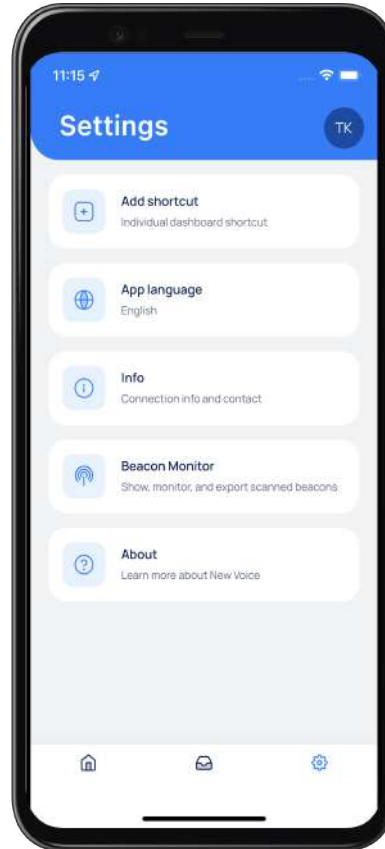 11:15
Settings
TK
Add shortcut
Individual dashboard shortcut
App language
English
Info
Connection info and contact
Beacon Monitor
Show, monitor, and export scanned beacons
About
Learn more about New Voice